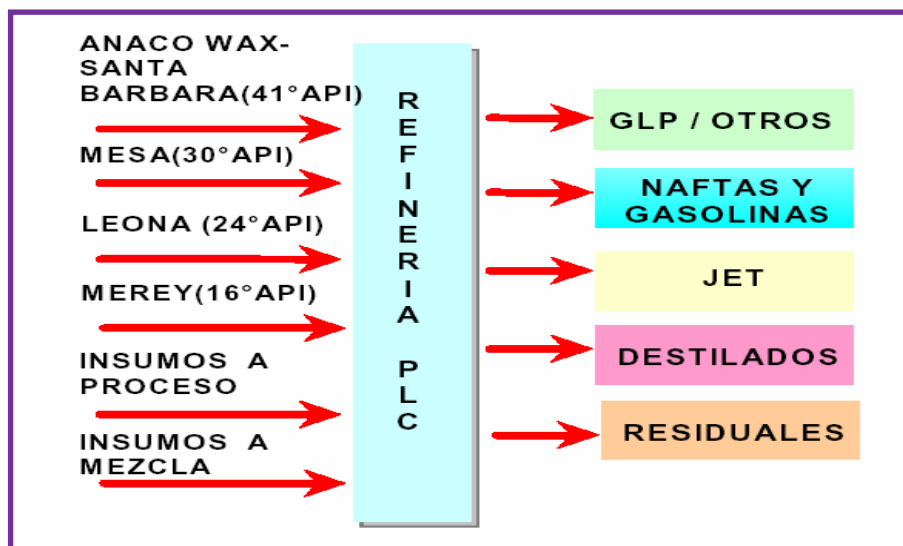 ANACO WAX-
SANTA
BARBARA(41°API)
MESA(30°API)
LEONA (24°API)
MEREY(16°API)
INSUMOS A
PROCESO
INSUMOS A
MEZCLA
REFINERIA PLC
GLP / OTROS
NAFTAS Y
GASOLINAS
JET
DESTILADOS
RESIDUALES